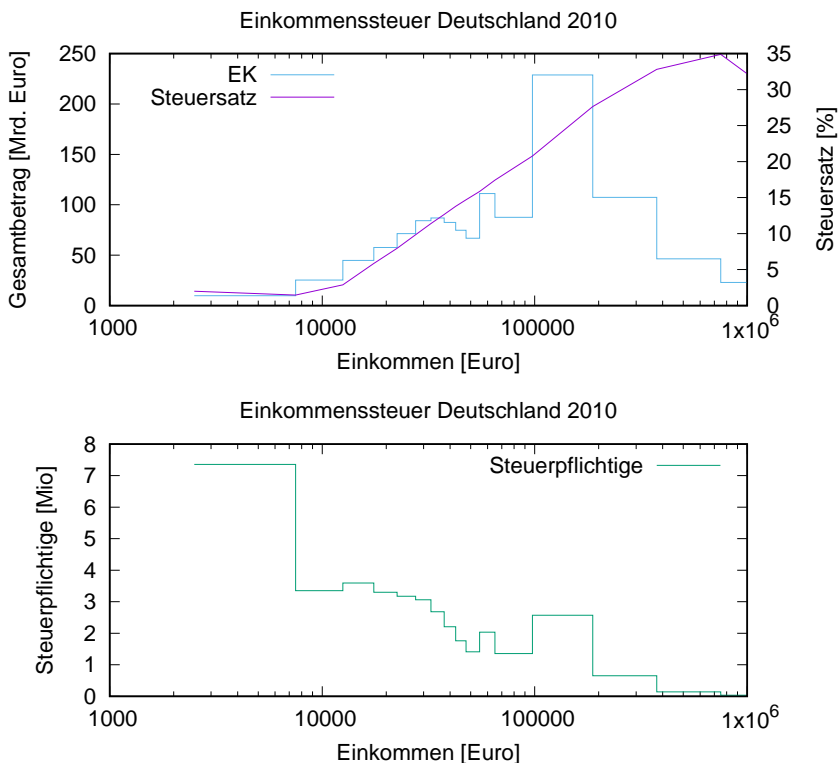 Einkommenssteuer Deutschland 2010
Gesamtbetrag [Mrd. Euro]
250
200
150
100
50
0
EK
Steuersatz
35
30
25
20
15
10
5
0
Steuersatz [%]
1000
10000
100000
1x10^6
Einkommen [Euro]
Einkommenssteuer Deutschland 2010
Steuerpflichtige [Mio]
8
7
6
5
4
3
2
1
0
Steuerpflichtige
1000
10000
100000
1x10^6
Einkommen [Euro]